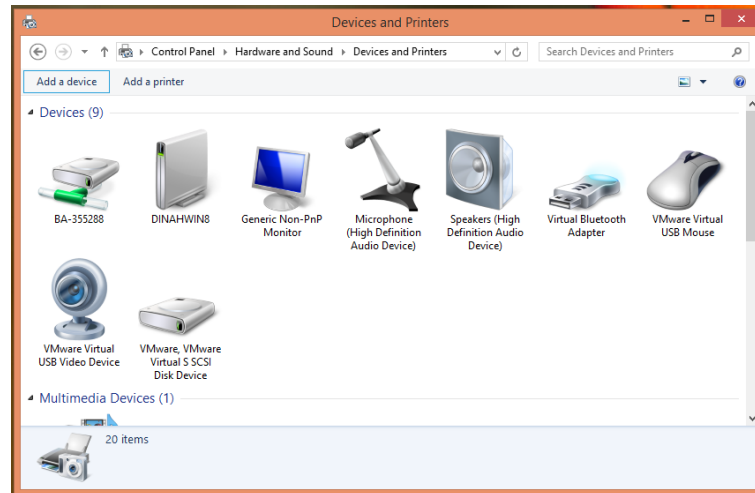 Devices and Printers
Control Panel Hardware and Sound Devices and Printers
Search Devices and Printers
Add a device Add a printer
Devices (9)
BA-355288
DINAHWIN8
Generic Non-PnP
Monitor
Microphone
(High Definition
Audio Device)
Speakers (High
Definition Audio
Device)
Virtual Bluetooth
Adapter
VMware Virtual
USB Mouse
VMware Virtual
USB Video Device
VMware, VMware
Virtual S SCSI
Disk Device
Multimedia Devices (1)
20 items